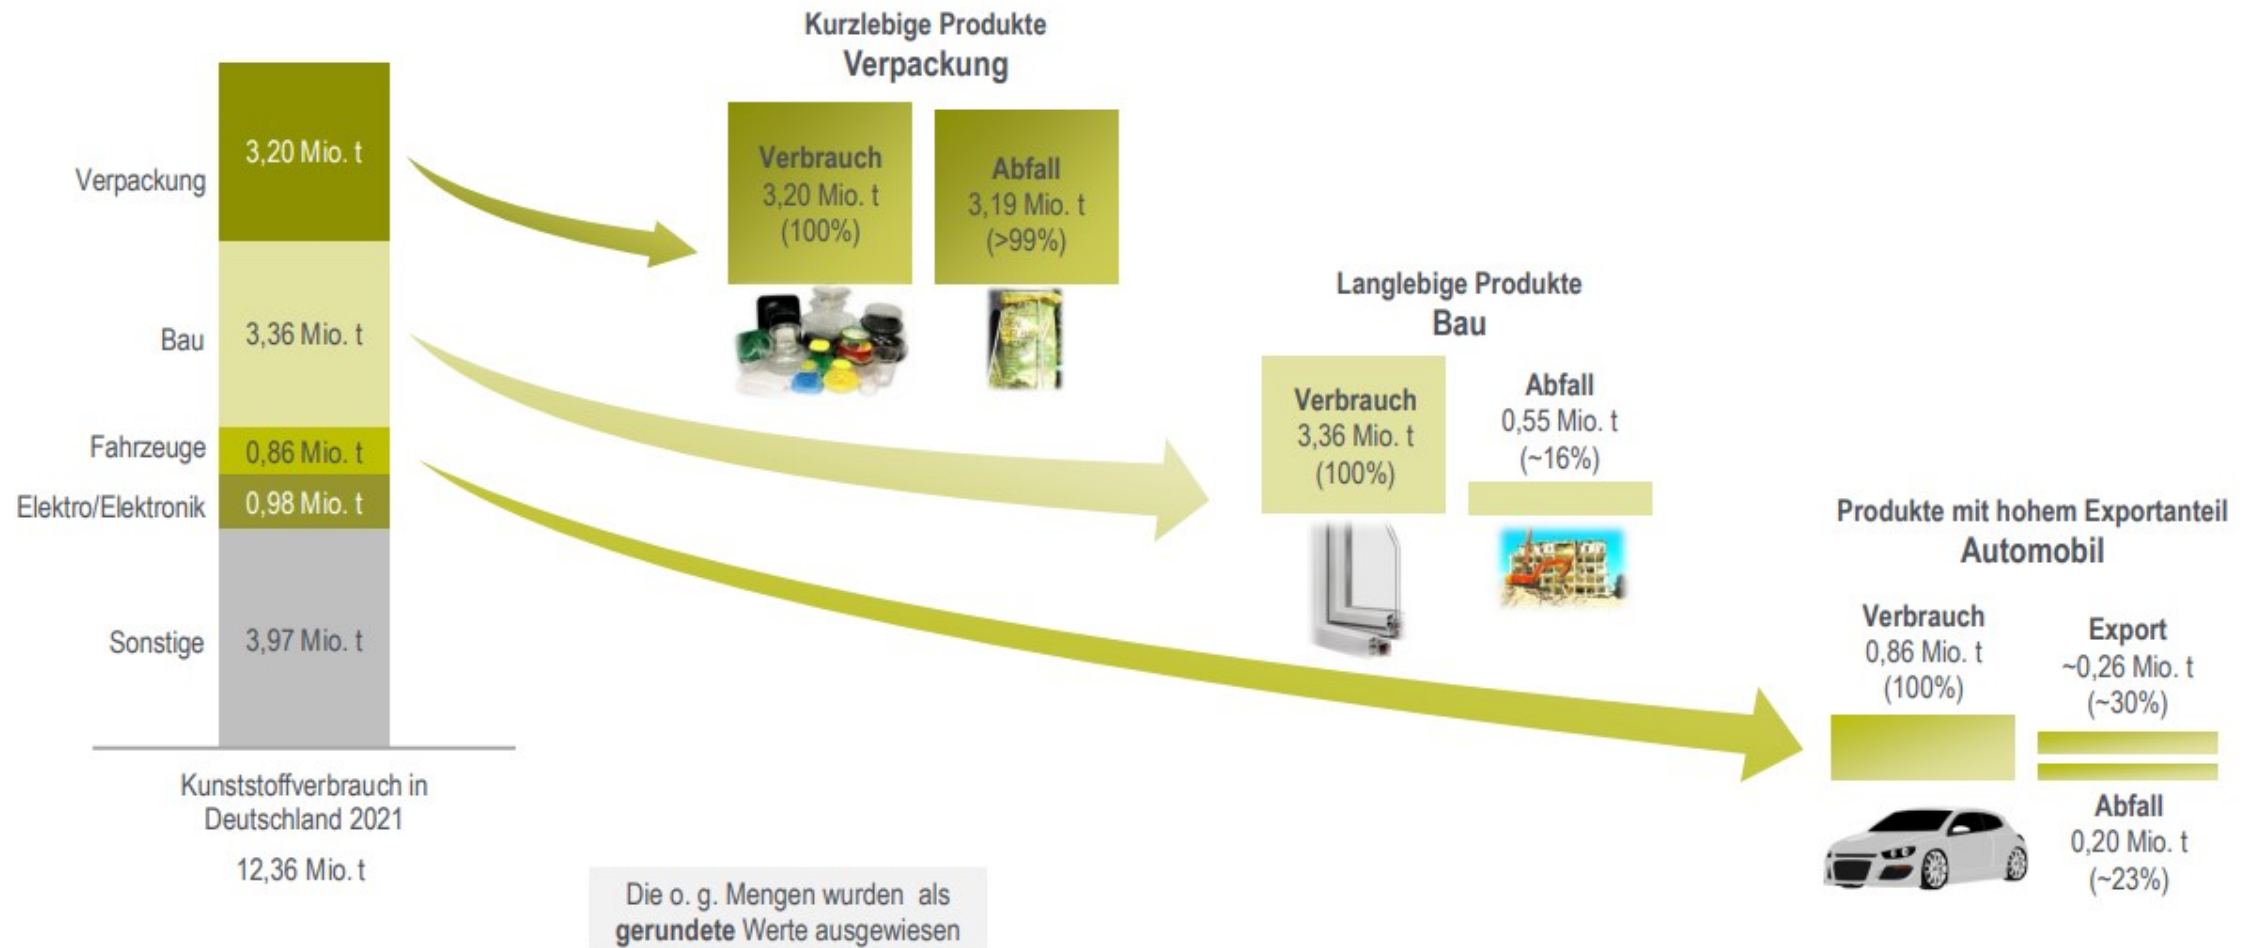 Verpackung
3,20 Mio. t
Bau
3,36 Mio. t
Fahrzeuge
0,86 Mio. t
Elektro/Elektronik
0,98 Mio. t
Sonstige
3,97 Mio. t
Kunststoffverbrauch in
Deutschland 2021
12,36 Mio. t
Kurzlebige Produkte
Verpackung
Verbrauch
3,20 Mio. t
(100%)
Abfall
3,19 Mio. t
(>99%)
Langlebige Produkte
Bau
Verbrauch
3,36 Mio. t
(100%)
Abfall
0,55 Mio. t
(~16%)
Produkte mit hohem Exportanteil
Automobil
Verbrauch
0,86 Mio. t
(100%)
Export
~0,26 Mio. t
(~30%)
Abfall
0,20 Mio. t
(~23%)
Die o. g. Mengen wurden als
gerundete Werte ausgewiesen